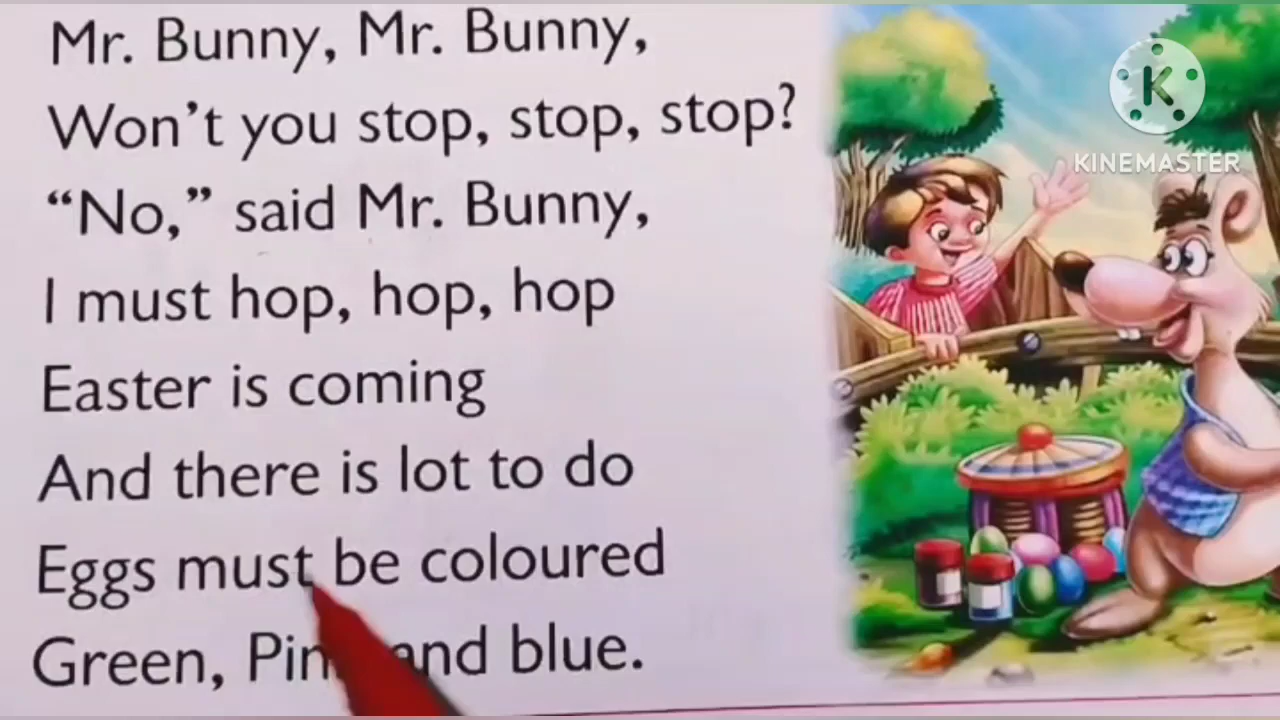 Mr. Bunny, Mr. Bunny,
Won't you stop, stop, stop?
“No,” said Mr. Bunny,
I must hop, hop, hop
Easter is coming
And there is lot to do
Eggs must be coloured
Green, and blue.
K
KINEMASTER